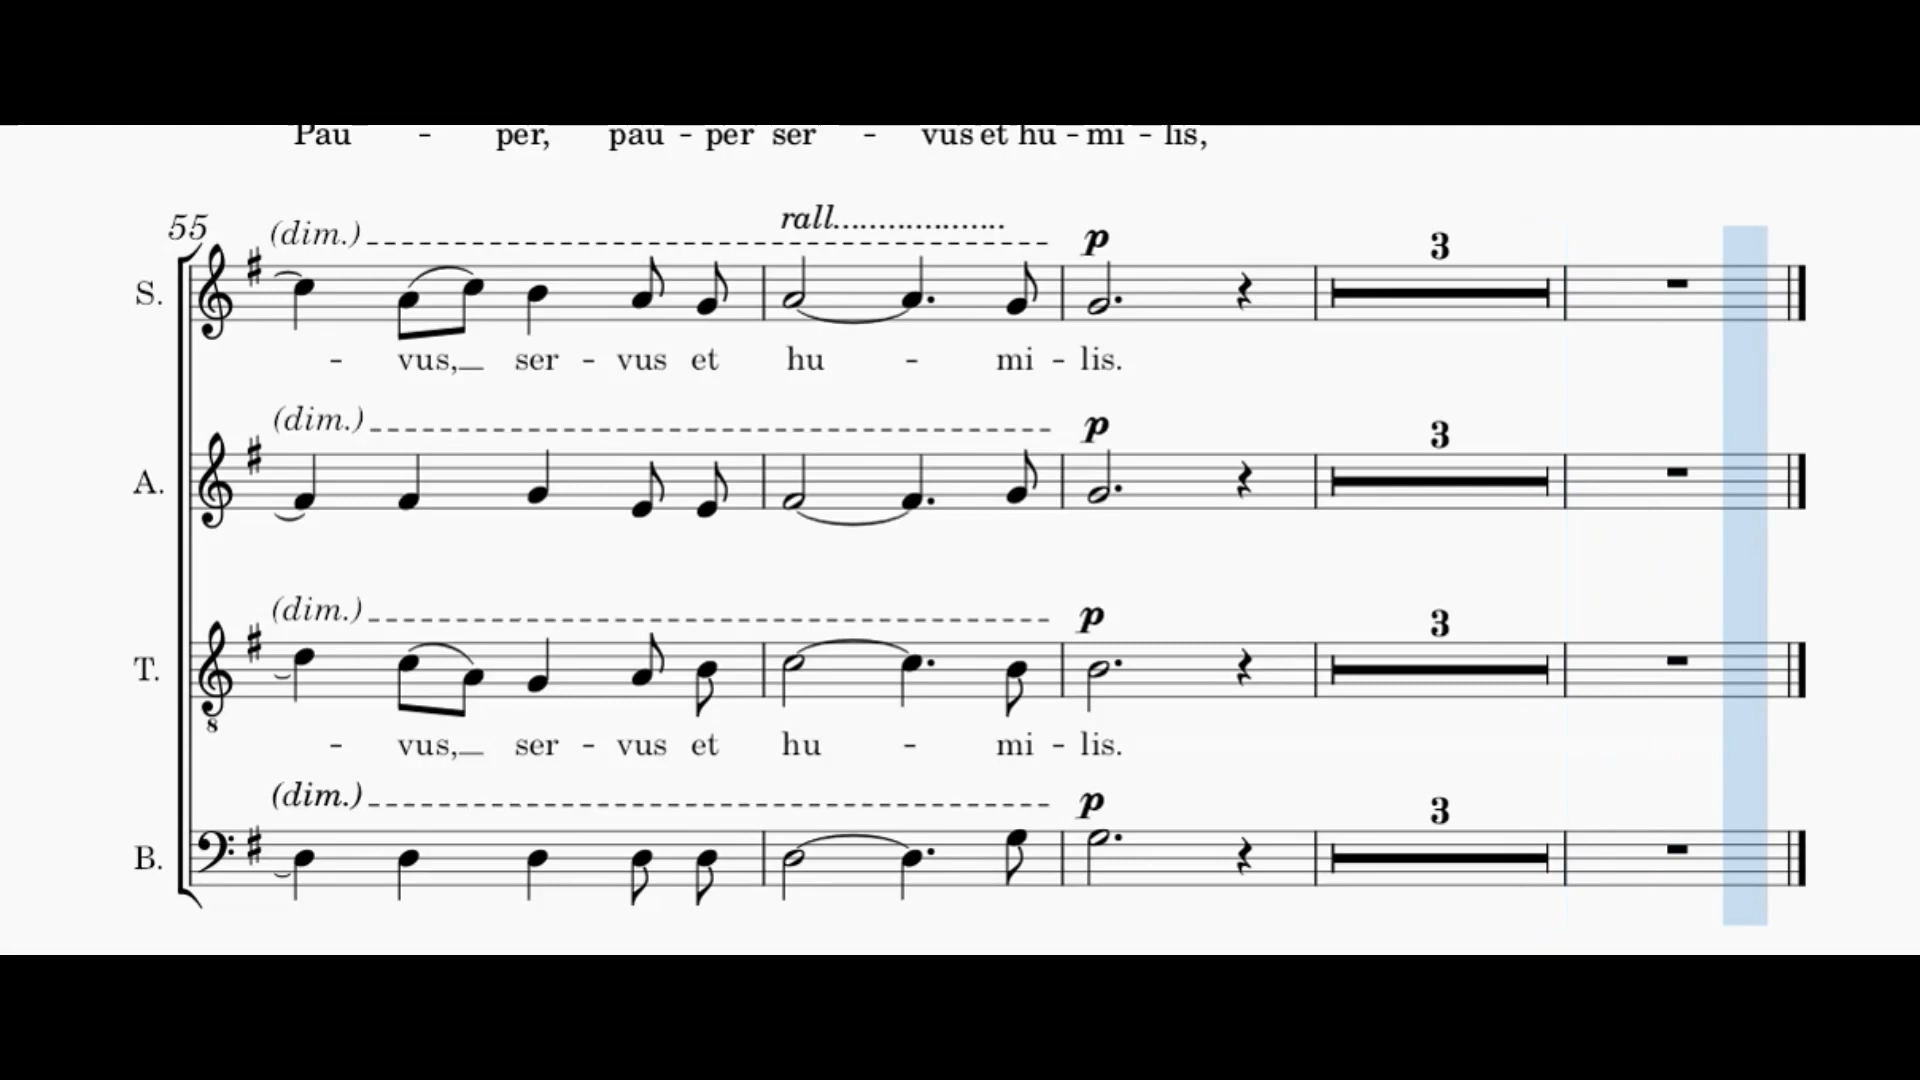 Pau - per, pau - per ser - vus et hu - mi - lis,
55
(dim.) rall..................
p
3
S.
- vus, ser - vus et hu - mi - lis.
(dim.)
p
3
A.
(dim.)
p
3
T.
8
- vus, ser - vus et hu - mi - lis.
(dim.)
p
3
B.